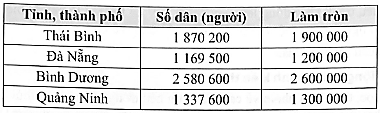 Tỉnh, thành phố Số dân (người) Làm tròn
Thái Bình 1 870 200 1 900 000
Đà Nẵng 1 169 500 1 200 000
Bình Dương 2 580 600 2 600 000
Quảng Ninh 1 337 600 1 300 000